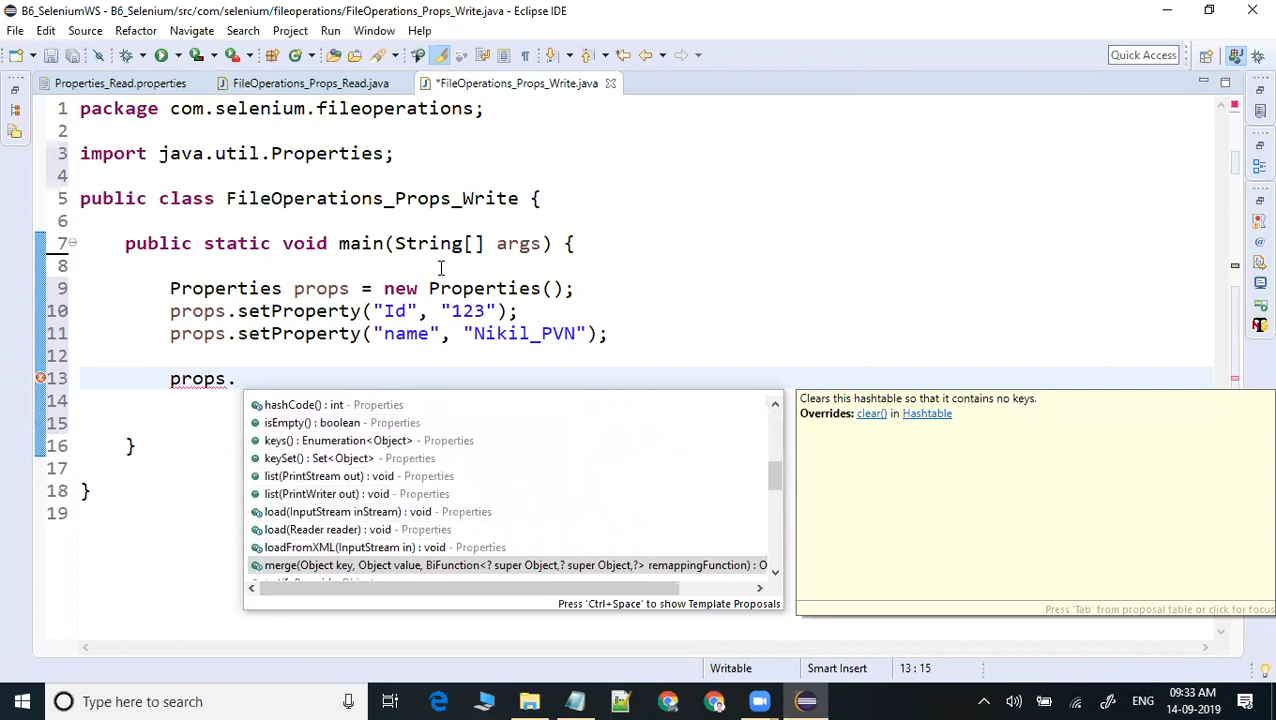 B6_SeleniumWS - B6_Selenium/src/com/selenium/fileoperations/FileOperations_Props_Write.java - Eclipse IDE
File Edit Source Refactor Navigate Search Project Run Window Help
Quick Access
Properties_Read.properties FileOperations_Props_Read.java *FileOperations_Props_Write.java
1 package com.selenium.fileoperations;
2
3 import java.util.Properties;
4
5 public class FileOperations_Props_Write {
6
7 public static void main(String[] args) {
8
9 Properties props = new Properties();
10 props.setProperty("Id", "123");
11 props.setProperty("name", "Nikil_PVN");
12
13 props.
14
15
16 }
17
18 }
19
hashCode() : int - Properties
isEmpty() : boolean - Properties
keys() : Enumeration<Object> - Properties
keySet() : Set<Object> - Properties
list(PrintStream out) : void - Properties
list(PrintWriter out) : void - Properties
load(InputStream inStream) : void - Properties
load(Reader reader) : void - Properties
loadFromXML(InputStream in) : void - Properties
merge(Object key, Object value, BiFunction<? super Object,? super Object,?> remappingFunction) : O
Press 'Ctrl+Space' to show Template Proposals
Clears this hashtable so that it contains no keys.
Overrides: clear() in Hashtable
Press 'Tab' from proposal table or click for focus
Writable Smart Insert 13 : 15
Type here to search
ENG
09:33 AM
14-09-2019